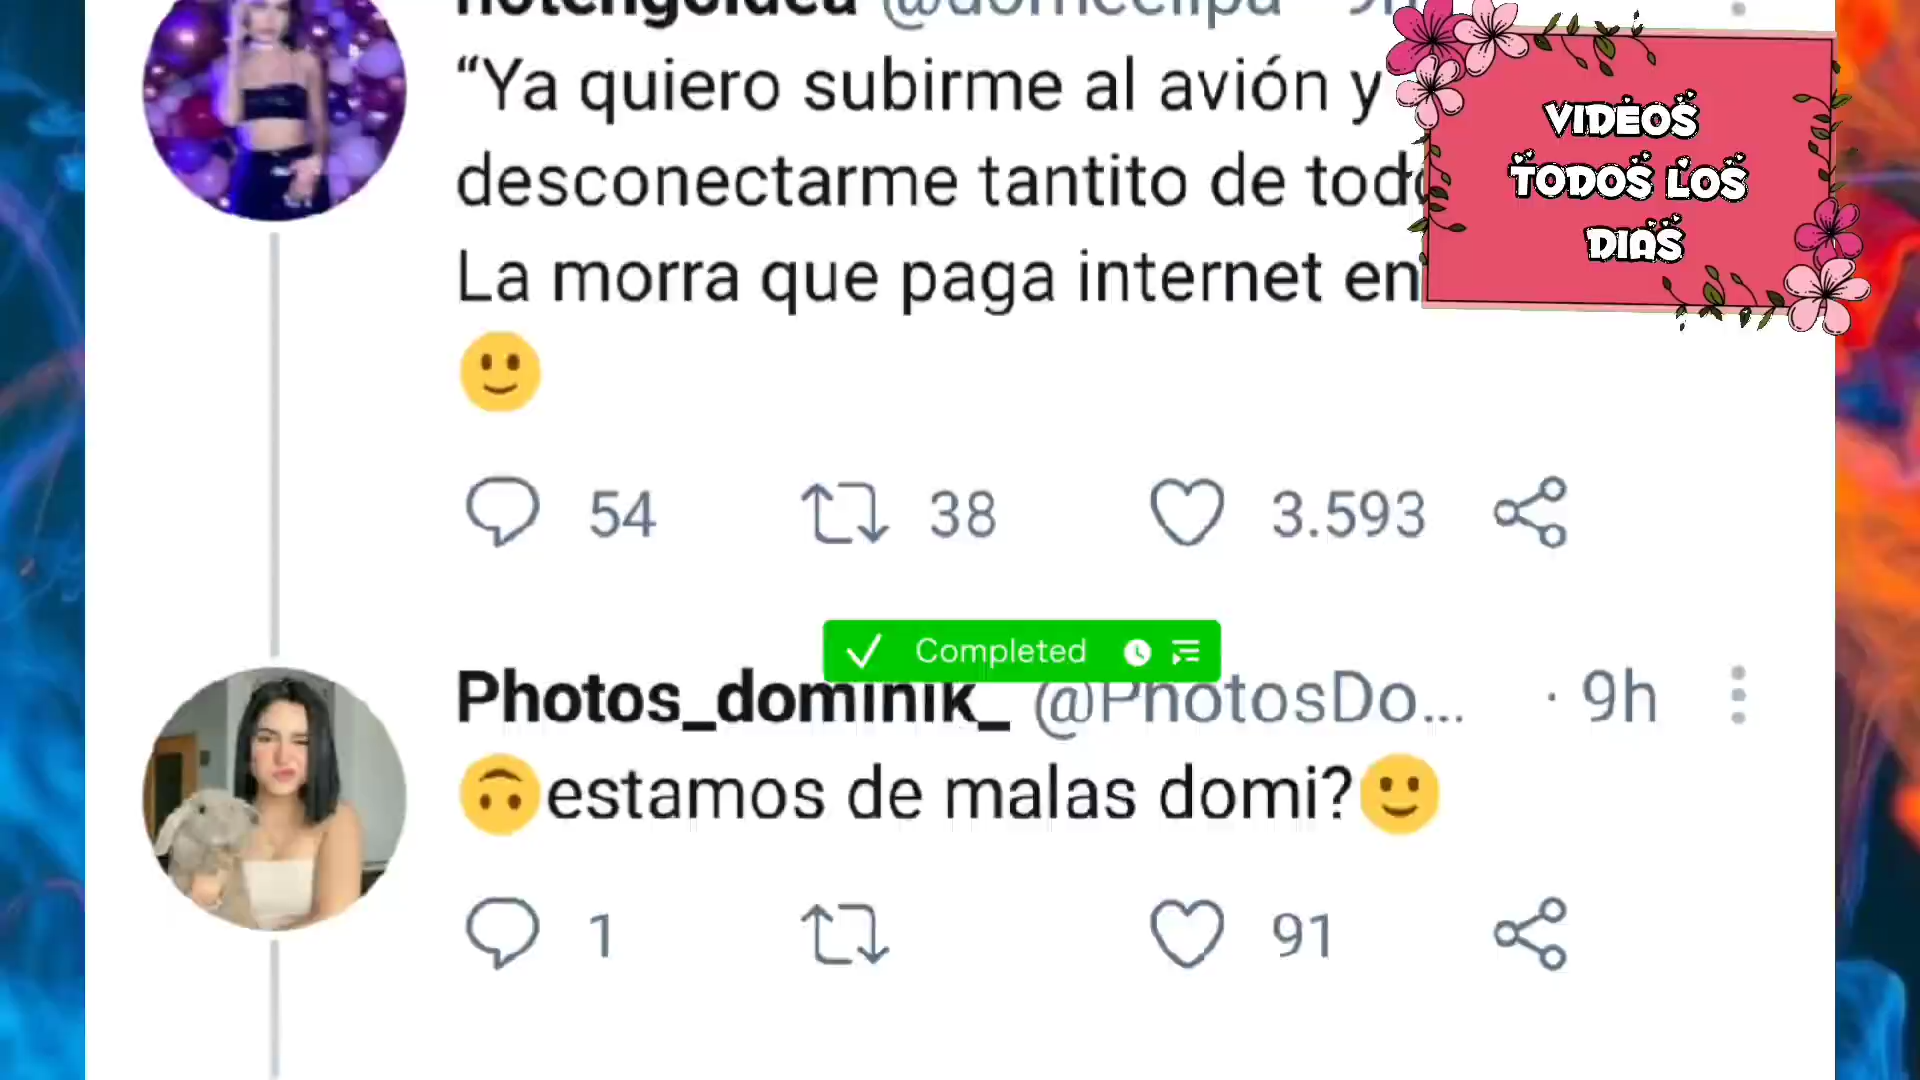 “Ya quiero subirme al avión y
VIDEOS
TODOS LOS
DIAS
desconectarme tantito de todo
La morra que paga internet en
🙂
54 38 3.593
Completed
Photos_dominik_ @PhotosDo... · 9h
🙃estamos de malas domi?🙂
1 91